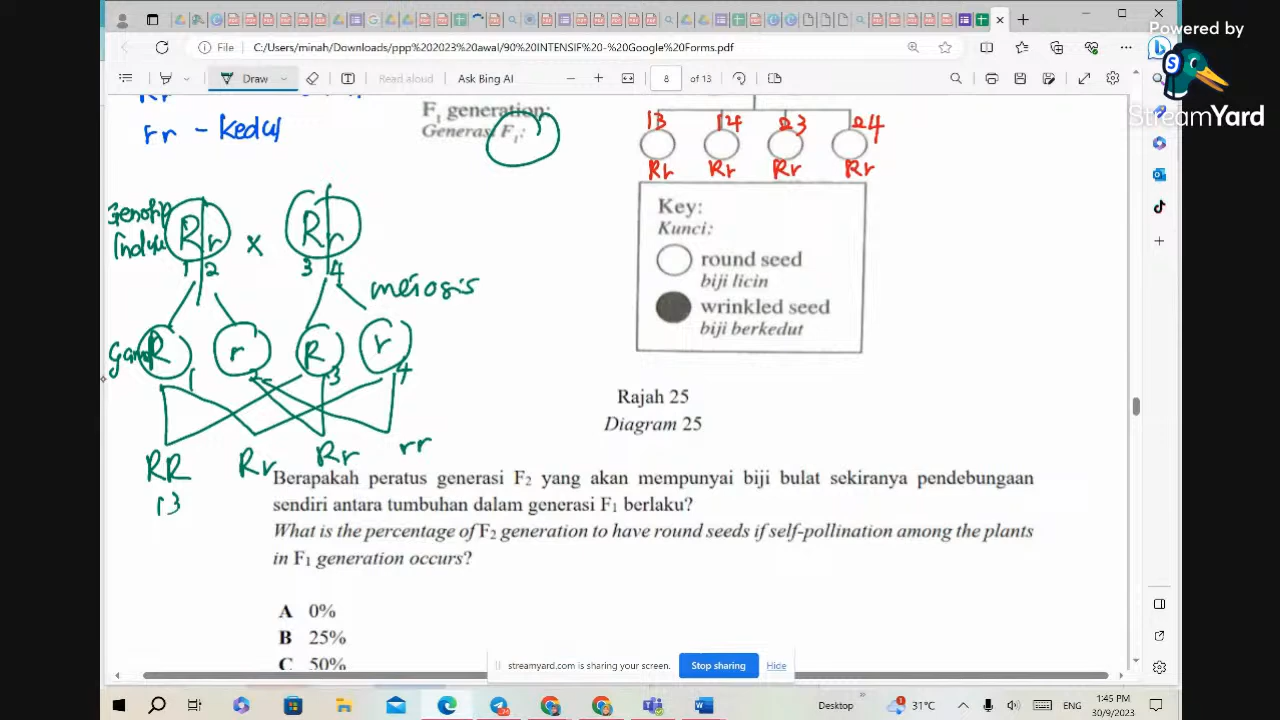 Powered by
StreamYard
File
C:/Users/minah/Downloads/ppp%202023%20awal/90%20INTENSIF%20-%20Google%20Forms.pdf
Draw
Read aloud
Ask Bing AI
8
of 13
rr - Kedut
F1 generation:
Generasi F1:
13 14 23 24
Rr Rr Rr Rr
Key:
Kunci:
round seed
biji licin
wrinkled seed
biji berkedut
Genotip
Induk
Rr x Rr
1 2 3 4
meiosis
R r R r
1 2 3 4
RR Rr Rr rr
13
Rajah 25
Diagram 25
Berapakah peratus generasi F2 yang akan mempunyai biji bulat sekiranya pendebungaan
sendiri antara tumbuhan dalam generasi F1 berlaku?
What is the percentage of F2 generation to have round seeds if self-pollination among the plants
in F1 generation occurs?
A 0%
B 25%
C 50%
streamyard.com is sharing your screen.
Stop sharing
Hide
Desktop
31°C
ENG
1:45 PM
30/9/2023